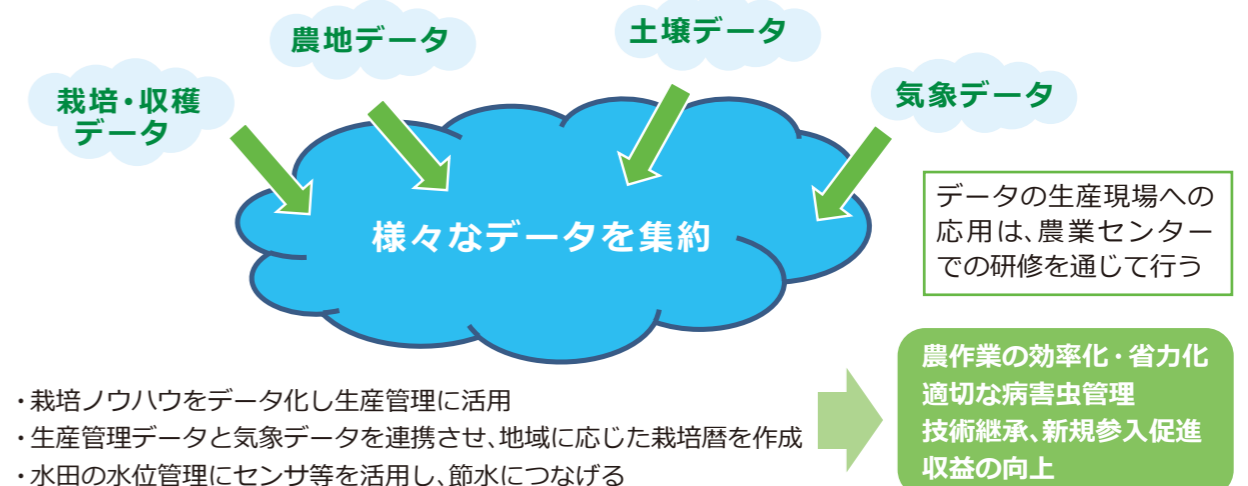 農地データ
土壌データ
栽培・収穫
データ
気象データ
様々なデータを集約
データの生産現場への
応用は、農業センター
での研修を通じて行う
・栽培ノウハウをデータ化し生産管理に活用
・生産管理データと気象データを連携させ、地域に応じた栽培暦を作成
・水田の水位管理にセンサ等を活用し、節水につなげる
農作業の効率化・省力化
適切な病害虫管理
技術継承、新規参入促進
収益の向上